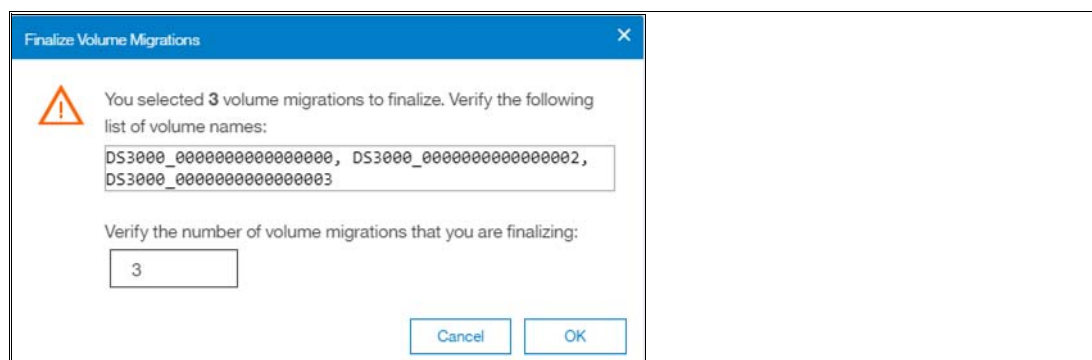 Finalize Volume Migrations
You selected 3 volume migrations to finalize. Verify the following
list of volume names:
DS3000_0000000000000000, DS3000_0000000000000002,
DS3000_0000000000000003
Verify the number of volume migrations that you are finalizing:
3
Cancel OK